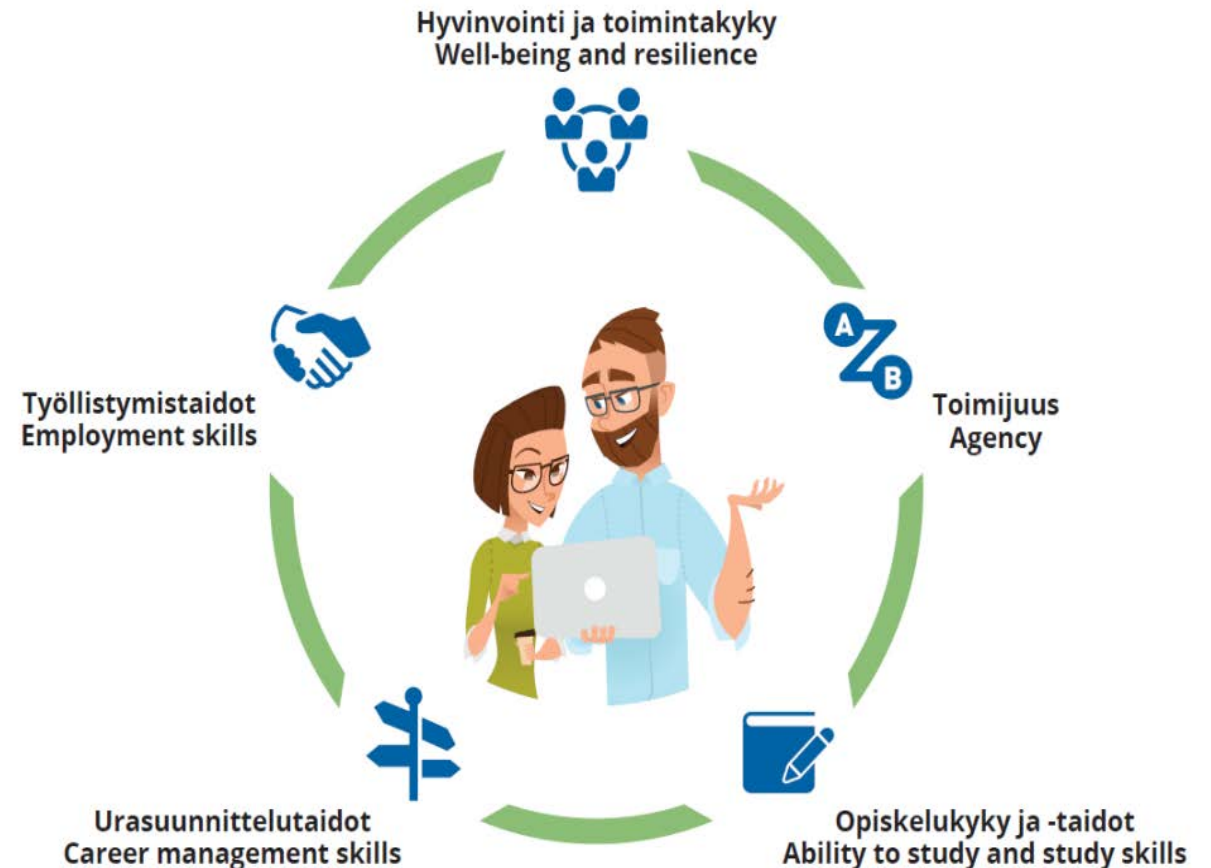 Hyvinvointi ja toimintakyky
Well-being and resilience
A
B
Toimijuus
Agency
Työllistymistaidot
Employment skills
Urasuunnittelutaidot
Career management skills
Opiskelukyky ja -taidot
Ability to study and study skills